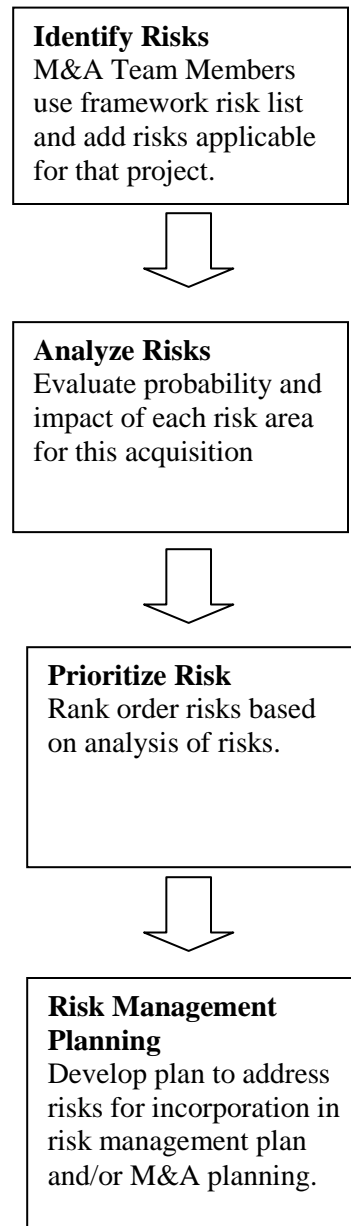 Identify Risks
M&A Team Members
use framework risk list
and add risks applicable
for that project.
Analyze Risks
Evaluate probability and
impact of each risk area
for this acquisition
Prioritize Risk
Rank order risks based
on analysis of risks.
Risk Management
Planning
Develop plan to address
risks for incorporation in
risk management plan
and/or M&A planning.